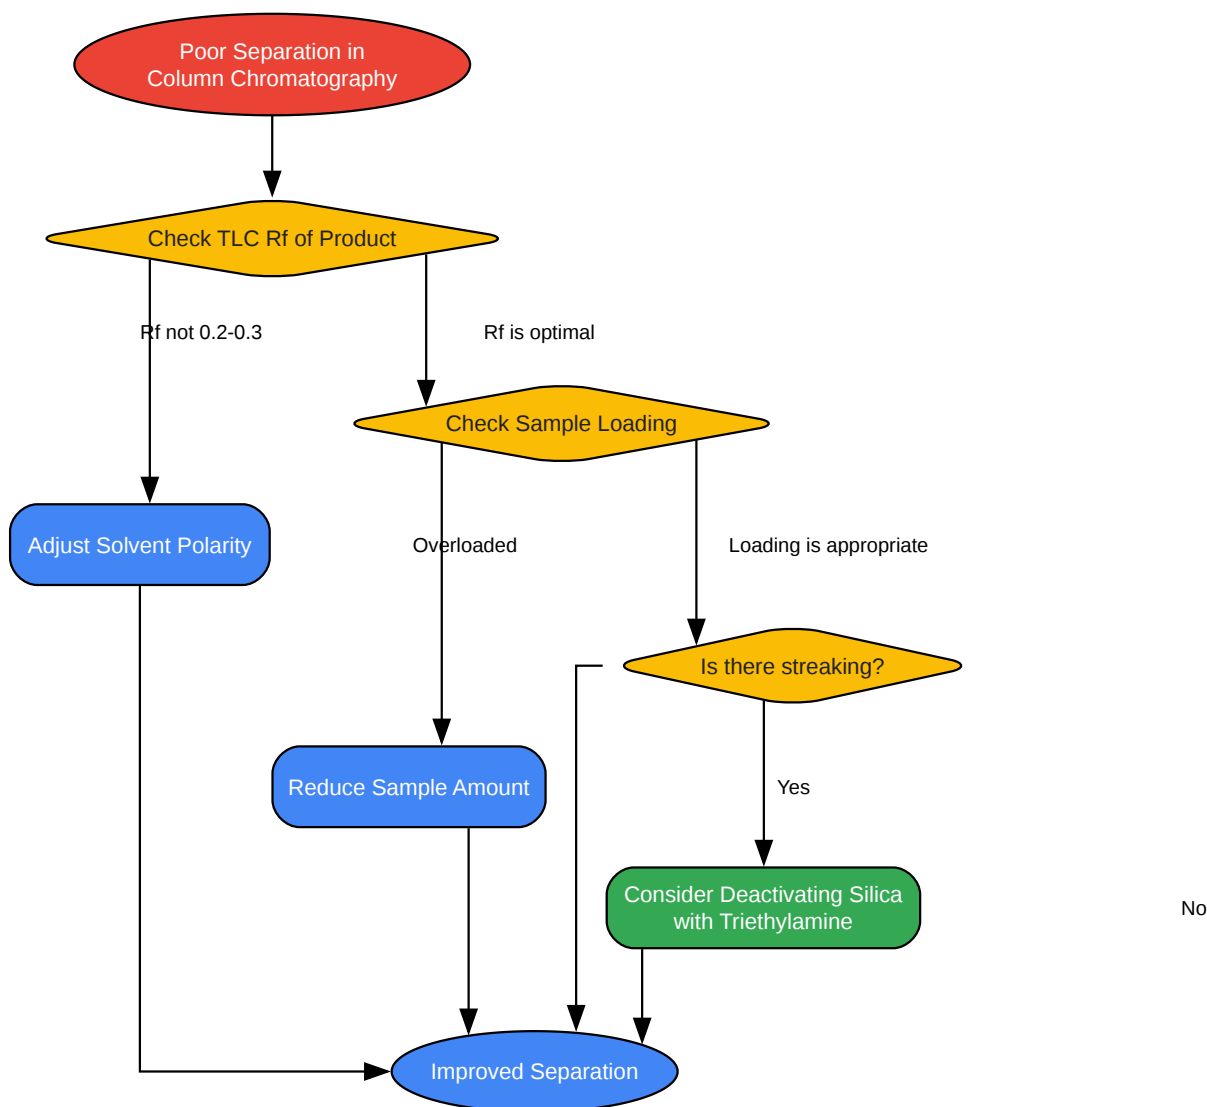 Poor Separation in
Column Chromatography
Check TLC Rf of Product
Rf not 0.2-0.3
Rf is optimal
Check Sample Loading
Adjust Solvent Polarity
Overloaded
Loading is appropriate
Is there streaking?
Reduce Sample Amount
Yes
Consider Deactivating Silica
with Triethylamine
No
Improved Separation